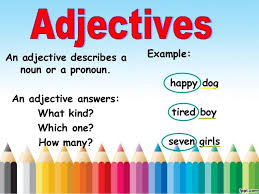 Adjectives
An adjective describes a
noun or a pronoun.
An adjective answers:
What kind?
Which one?
How many?
Example:
happy dog
tired boy
seven girls